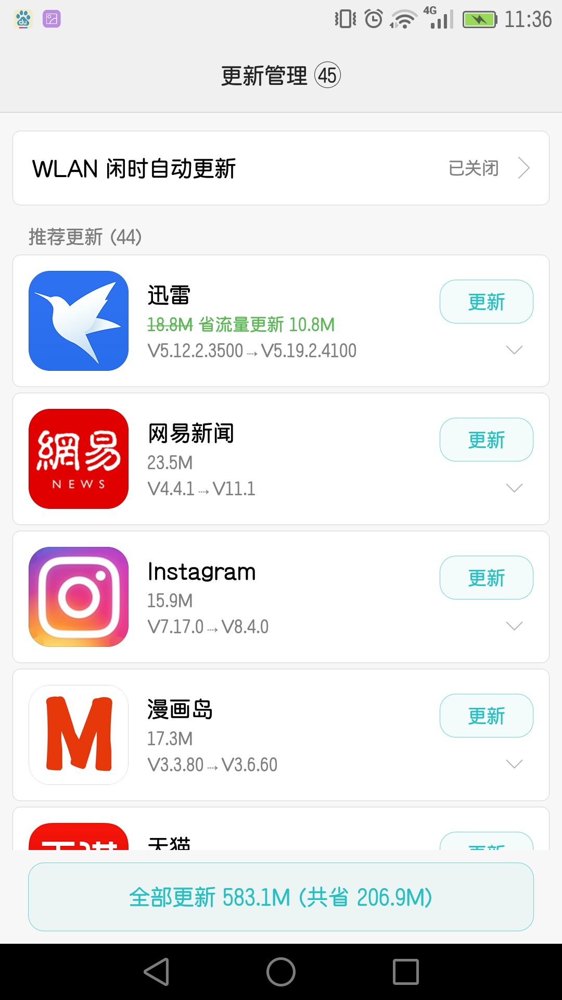 du
4G 11:36
更新管理 45
WLAN 闲时自动更新 已关闭
推荐更新 (44)
迅雷
更新
18.8M 省流量更新 10.8M
V5.12.2.3500 ⇢ V5.19.2.4100
網易
NEWS
网易新闻
更新
23.5M
V4.4.1 ⇢ V11.1
Instagram
更新
15.9M
V7.17.0 ⇢ V8.4.0
M
漫画岛
更新
17.3M
V3.3.80 ⇢ V3.6.60
天猫
更新
全部更新 583.1M (共省 206.9M)